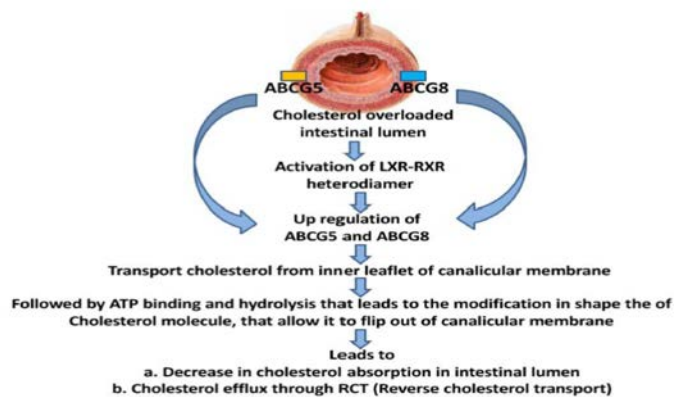 ABCG5 ABCG8
Cholesterol overloaded
intestinal lumen
Activation of LXR-RXR
heterodiamer
Up regulation of
ABCG5 and ABCG8
Transport cholesterol from inner leaflet of canalicular membrane
Followed by ATP binding and hydrolysis that leads to the modification in shape the of
Cholesterol molecule, that allow it to flip out of canalicular membrane
Leads to
a. Decrease in cholesterol absorption in intestinal lumen
b. Cholesterol efflux through RCT (Reverse cholesterol transport)